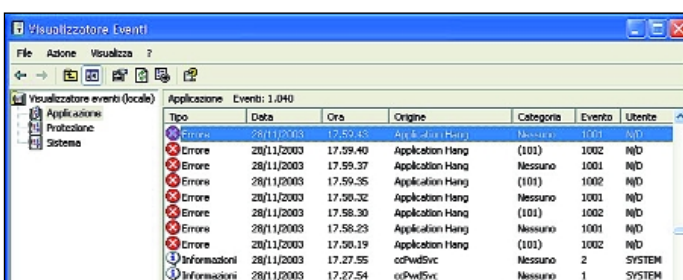 Visualizzatore Eventi
File Azione Visualizza ?
Visualizzatore eventi (locale)
Applicazione
Protezione
Sistema
Applicazione Eventi: 1.040
Tipo Data Ora Origine Categoria Evento Utente
Errore 28/11/2003 17.59.43 Application Hang Nessuno 1001 N/D
Errore 28/11/2003 17.59.40 Application Hang (101) 1002 N/D
Errore 28/11/2003 17.59.37 Application Hang Nessuno 1001 N/D
Errore 28/11/2003 17.59.35 Application Hang (101) 1002 N/D
Errore 28/11/2003 17.58.32 Application Hang Nessuno 1001 N/D
Errore 28/11/2003 17.58.30 Application Hang (101) 1002 N/D
Errore 28/11/2003 17.58.23 Application Hang Nessuno 1001 N/D
Errore 28/11/2003 17.58.19 Application Hang (101) 1002 N/D
Informazioni 28/11/2003 17.27.55 ccPwdSvc Nessuno 2 SYSTEM
Informazioni 28/11/2003 17.27.54 ccPwdSvc Nessuno 1 SYSTEM